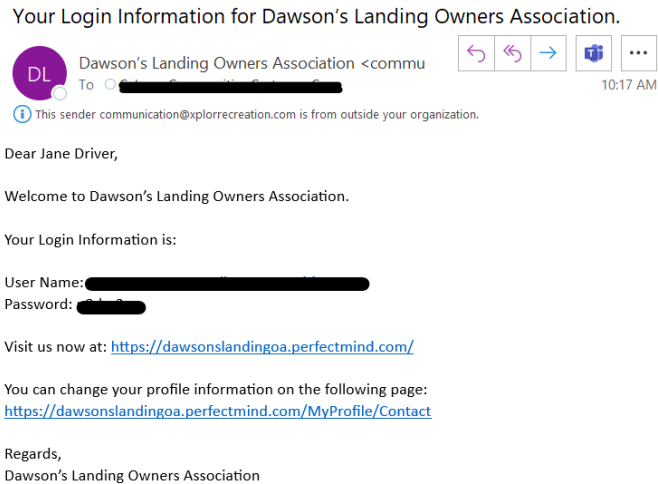 Your Login Information for Dawson's Landing Owners Association.
DL
Dawson's Landing Owners Association <commu
To
10:17 AM
This sender communication@xplorrecreation.com is from outside your organization.
Dear Jane Driver,
Welcome to Dawson's Landing Owners Association.
Your Login Information is:
User Name:
Password:
Visit us now at: https://dawsonslandingoa.perfectmind.com/
You can change your profile information on the following page:
https://dawsonslandingoa.perfectmind.com/MyProfile/Contact
Regards,
Dawson's Landing Owners Association